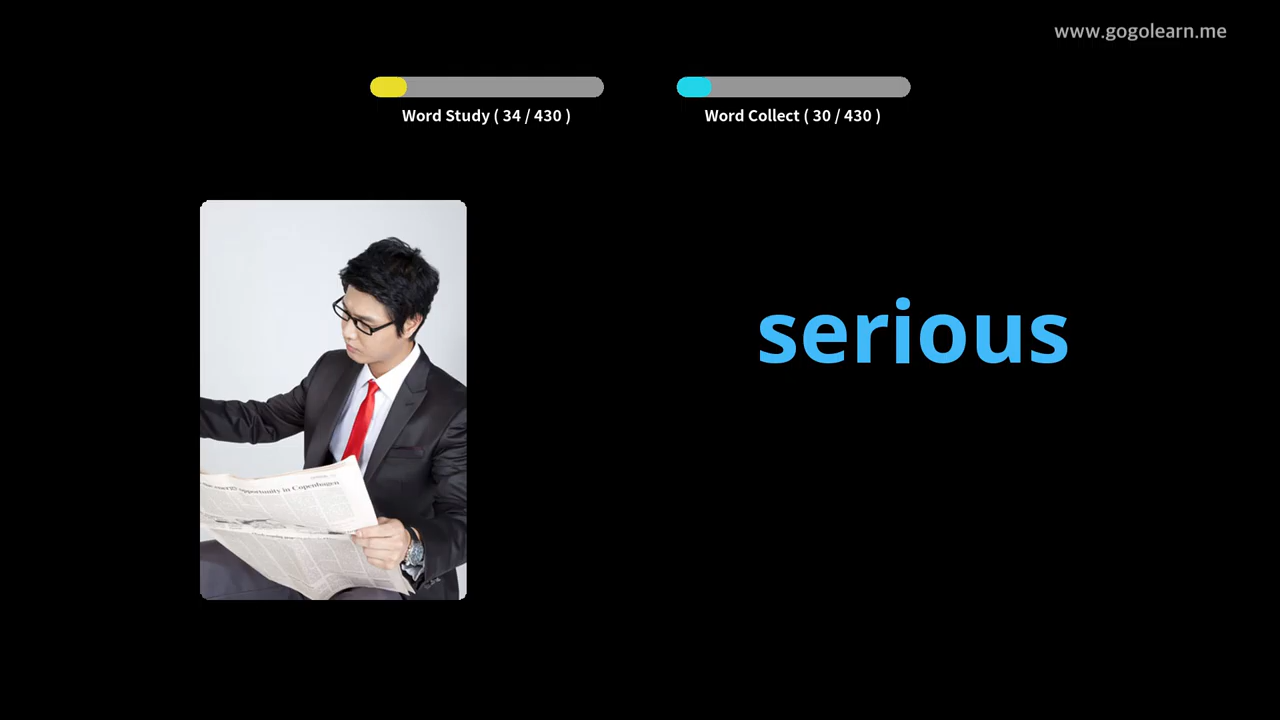 www.gogolearn.me
Word Study ( 34 / 430 )
Word Collect ( 30 / 430 )
serious
opportunity in Copenhagen